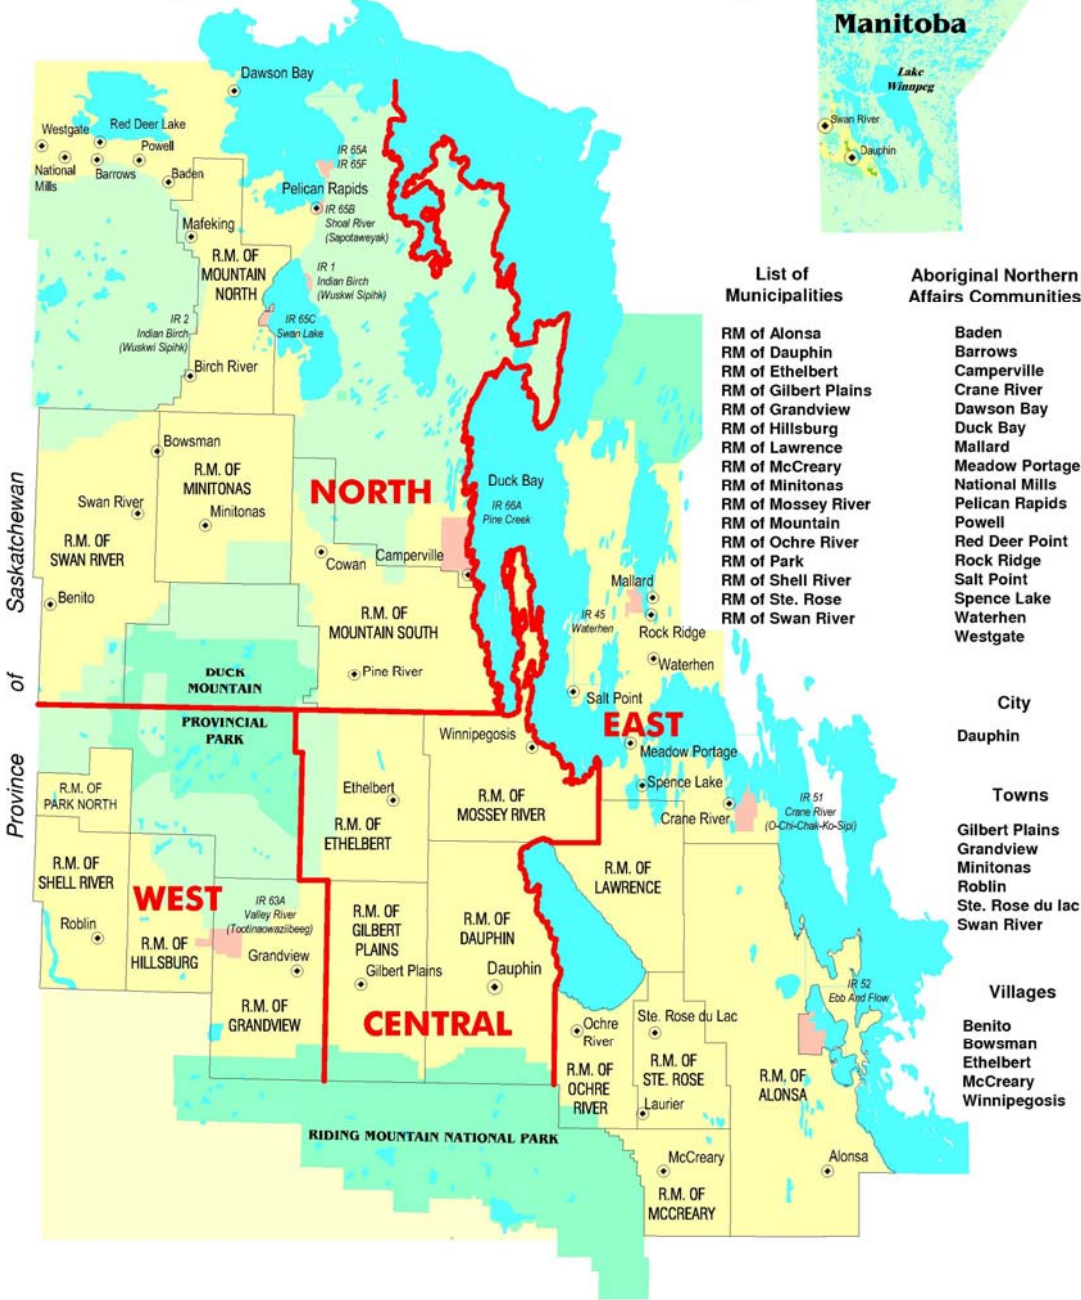 Manitoba
Lake
Winnpeg
Swan River
Dauphin
Dawson Bay
Westgate
Red Deer Lake
Powell
National
Mills
Barrows
Baden
IR 65A
IR 65F
Pelican Rapids
IR 65B
Shoal River
(Sapotaweyak)
Mafeking
R.M. OF
MOUNTAIN
NORTH
IR 1
Indian Birch
(Wuskwi Sipihk)
IR 2
Indian Birch
(Wuskwi Sipihk)
IR 65C
Swan Lake
Birch River
List of
Municipalities
RM of Alonsa
RM of Dauphin
RM of Ethelbert
RM of Gilbert Plains
RM of Grandview
RM of Hillsburg
RM of Lawrence
RM of McCreary
RM of Minitonas
RM of Mossey River
RM of Mountain
RM of Ochre River
RM of Park
RM of Shell River
RM of Ste. Rose
RM of Swan River
Aboriginal Northern
Affairs Communities
Baden
Barrows
Camperville
Crane River
Dawson Bay
Duck Bay
Mallard
Meadow Portage
National Mills
Pelican Rapids
Powell
Red Deer Point
Rock Ridge
Salt Point
Spence Lake
Waterhen
Westgate
City
Dauphin
Towns
Gilbert Plains
Grandview
Minitonas
Roblin
Ste. Rose du lac
Swan River
Villages
Benito
Bowsman
Ethelbert
McCreary
Winnipegosis
Province of Saskatchewan
Bowsman
R.M. OF
MINITONAS
Swan River
Minitonas
R.M. OF
SWAN RIVER
Benito
NORTH
Duck Bay
IR 66A
Pine Creek
Cowan
Camperville
R.M. OF
MOUNTAIN SOUTH
Pine River
DUCK
MOUNTAIN
PROVINCIAL
PARK
Mallard
IR 45
Waterhen
Rock Ridge
Waterhen
Salt Point
EAST
Meadow Portage
Spence Lake
Crane River
IR 51
Crane River
(O-Chi-Chak-Ko-Sipi)
Winnipegosis
R.M. OF
PARK NORTH
Ethelbert
R.M. OF
ETHELBERT
R.M. OF
MOSSEY RIVER
R.M. OF
SHELL RIVER
Roblin
WEST
R.M. OF
HILLSBURG
IR 63A
Valley River
(Tootinaowaziibeeg)
Grandview
R.M. OF
GRANDVIEW
R.M. OF
GILBERT
PLAINS
Gilbert Plains
R.M. OF
DAUPHIN
Dauphin
CENTRAL
R.M. OF
LAWRENCE
IR 52
Ebb And Flow
Ochre
River
R.M. OF
OCHRE
RIVER
Ste. Rose du Lac
R.M. OF
STE. ROSE
Laurier
R.M. OF
ALONSA
Alonsa
McCreary
R.M. OF
MCCREARY
RIDING MOUNTAIN NATIONAL PARK